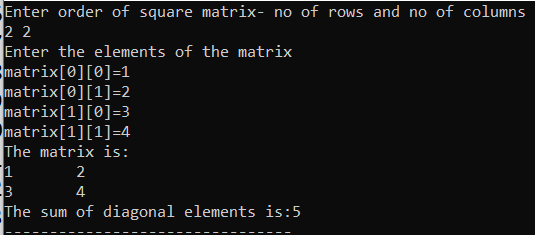 Enter order of square matrix- no of rows and no of columns
2 2
Enter the elements of the matrix
matrix[0][0]=1
matrix[0][1]=2
matrix[1][0]=3
matrix[1][1]=4
The matrix is:
1       2
3       4
The sum of diagonal elements is:5
--------------------------------